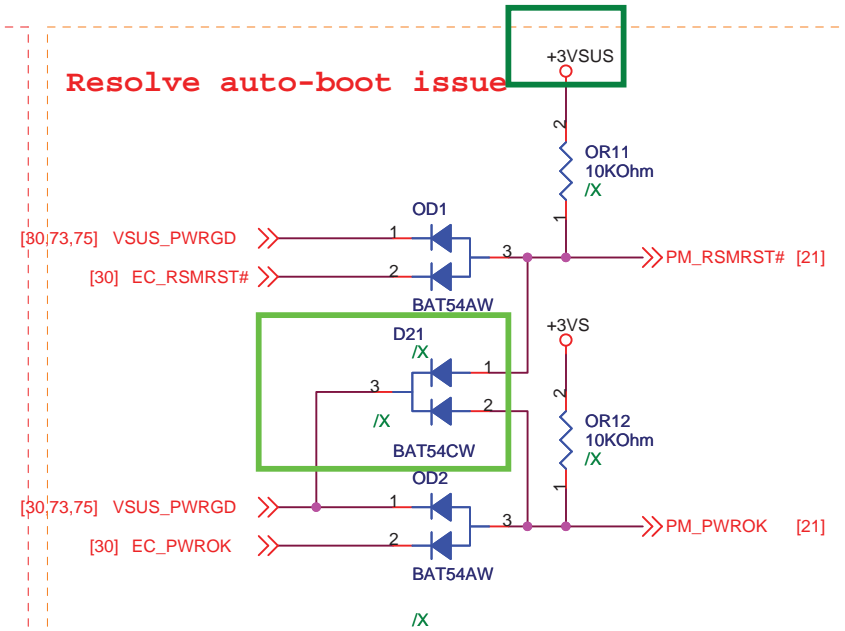 +3VSUS
Resolve auto-boot issue
2
OR11
10KOhm
/X
1
OD1
[30,73,75] VSUS_PWRGD 1
3 PM_RSMRST# [21]
[30] EC_RSMRST# 2
BAT54AW
+3VS
D21
/X
1
3
2
2
/X
OR12
10KOhm
/X
BAT54CW
OD2
1
[30,73,75] VSUS_PWRGD 1
3 PM_PWROK [21]
[30] EC_PWROK 2
BAT54AW
/X